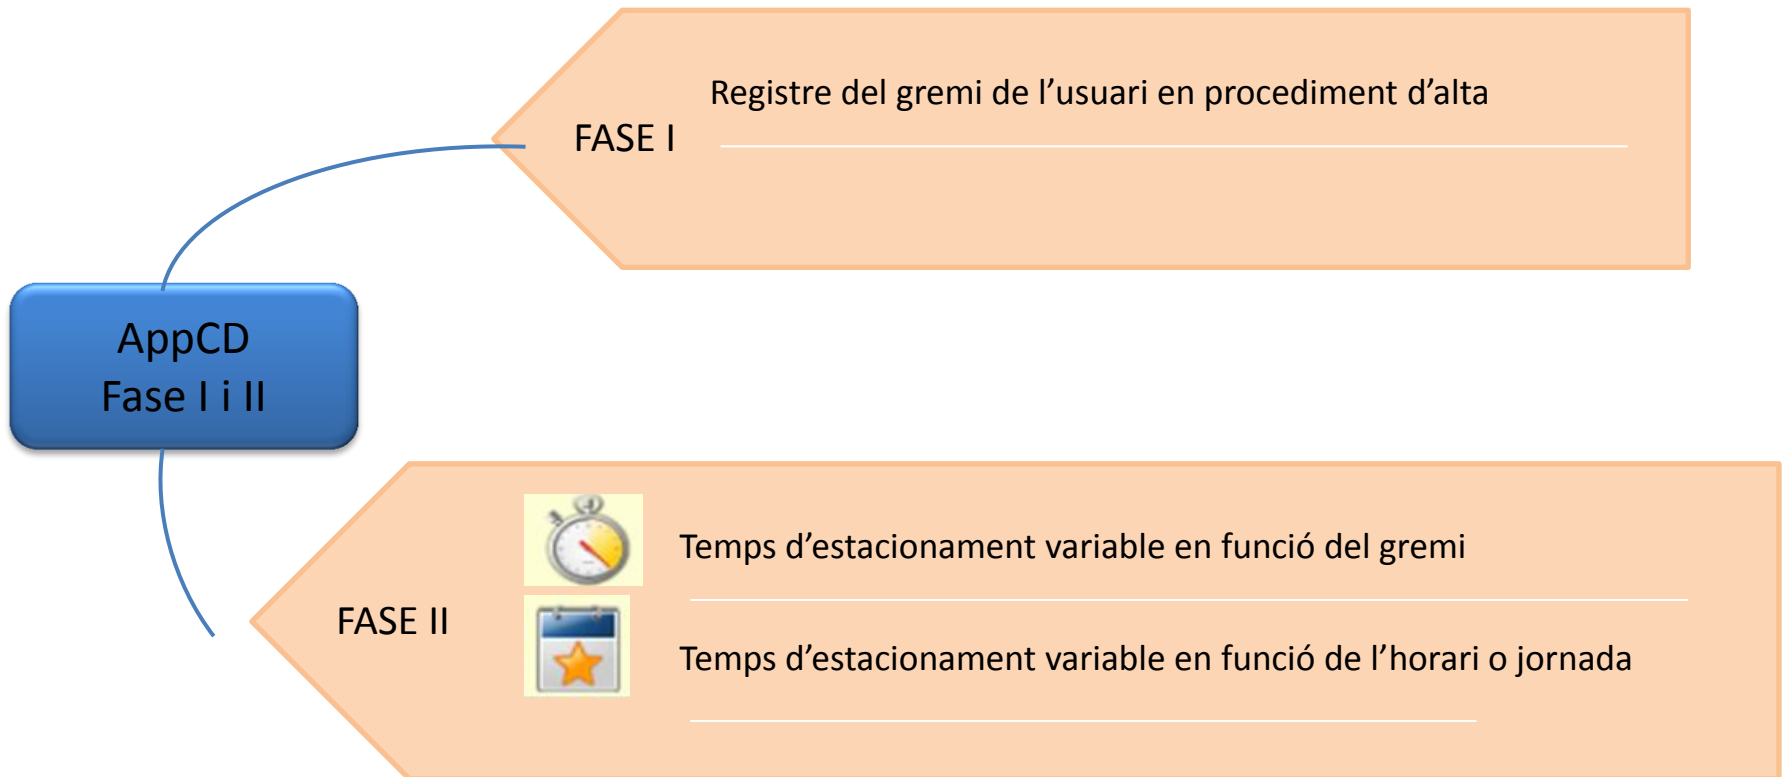 Registre del gremi de l’usuari en procediment d’alta
FASE I
AppCD
Fase I i II
Temps d’estacionament variable en funció del gremi
FASE II
Temps d’estacionament variable en funció de l’horari o jornada